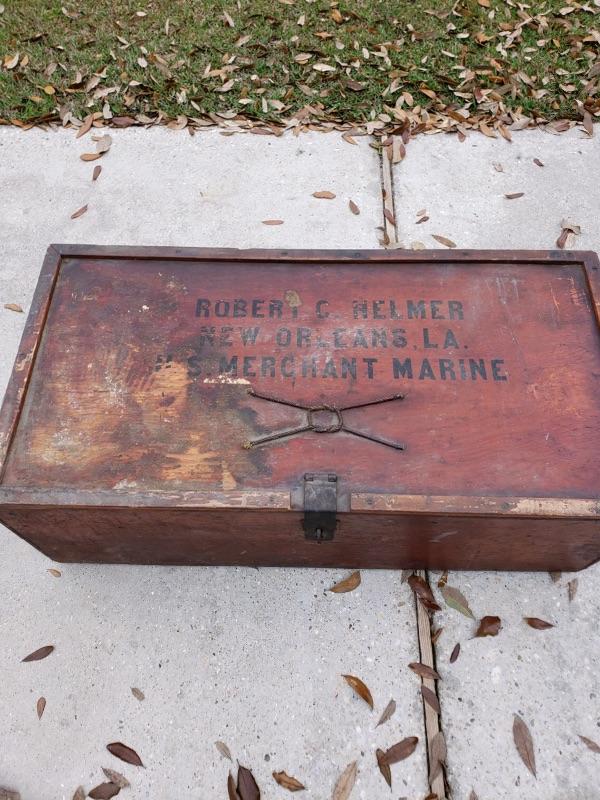 ROBERT C. HELMER
NEW ORLEANS, LA.
U.S. MERCHANT MARINE